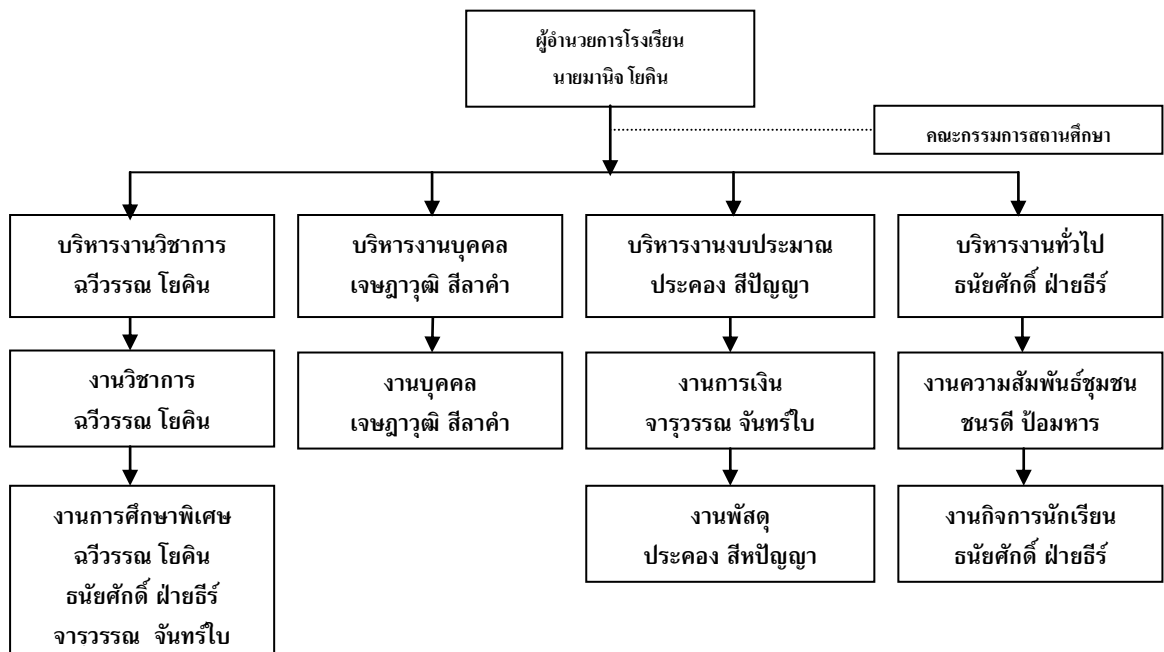 ผู้อำนวยการโรงเรียน
นายมานิจ โยคิน
คณะกรรมการสถานศึกษา
บริหารงานวิชาการ
ฉวีวรรณ โยคิน
บริหารงานบุคคล
เจษฎาวุฒิ สีลาคำ
บริหารงานงบประมาณ
ประคอง สีปัญญา
บริหารงานทั่วไป
ธนัยศักดิ์ ฝ่ายธีร์
งานวิชาการ
ฉวีวรรณ โยคิน
งานบุคคล
เจษฎาวุฒิ สีลาคำ
งานการเงิน
จารุวรรณ จันทร์ใบ
งานความสัมพันธ์ชุมชน
ชนรดี ป้อมหาร
งานการศึกษาพิเศษ
ฉวีวรรณ โยคิน
ธนัยศักดิ์ ฝ่ายธีร์
จารวรรณ จันทร์ใบ
งานพัสดุ
ประคอง สีหปัญญา
งานกิจการนักเรียน
ธนัยศักดิ์ ฝ่ายธีร์